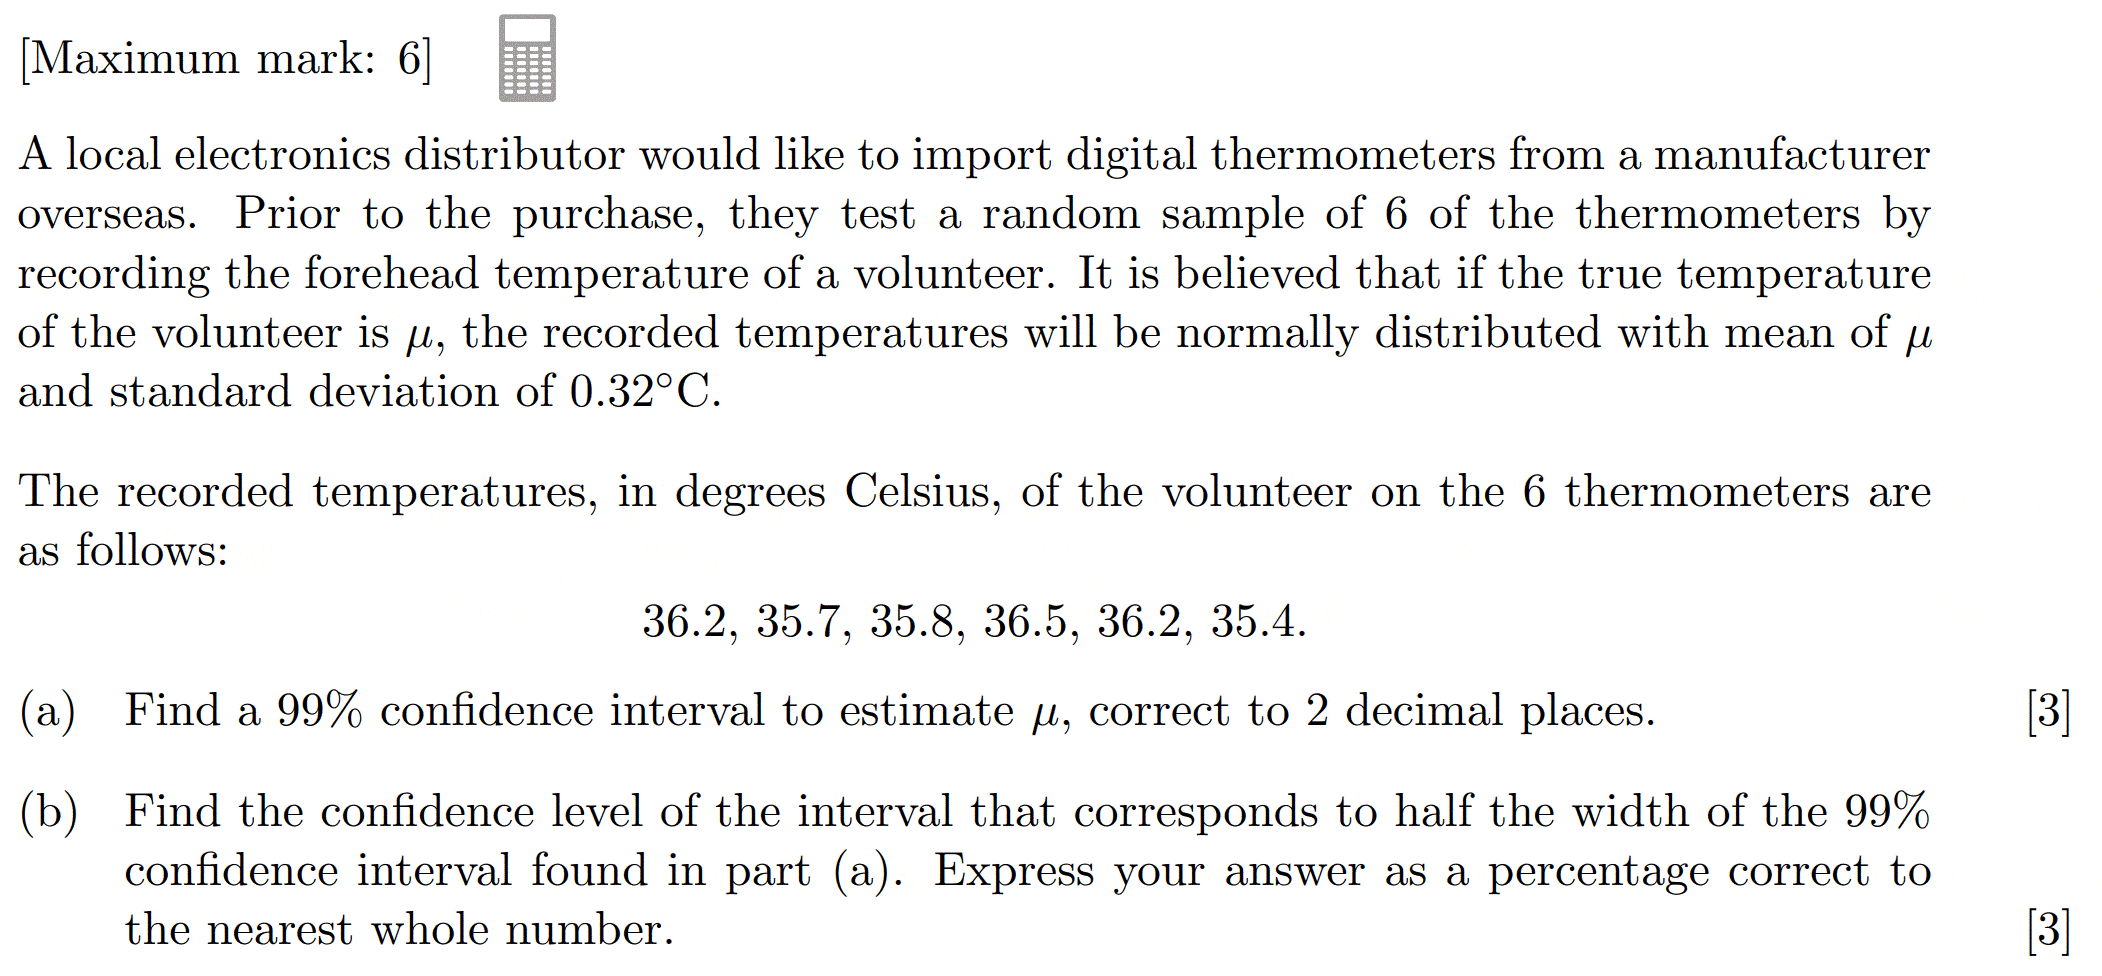 [Maximum mark: 6]
A local electronics distributor would like to import digital thermometers from a manufacturer
overseas. Prior to the purchase, they test a random sample of 6 of the thermometers by
recording the forehead temperature of a volunteer. It is believed that if the true temperature
of the volunteer is μ, the recorded temperatures will be normally distributed with mean of μ
and standard deviation of 0.32°C.
The recorded temperatures, in degrees Celsius, of the volunteer on the 6 thermometers are
as follows:
36.2, 35.7, 35.8, 36.5, 36.2, 35.4.
(a) Find a 99% confidence interval to estimate μ, correct to 2 decimal places. [3]
(b) Find the confidence level of the interval that corresponds to half the width of the 99%
confidence interval found in part (a). Express your answer as a percentage correct to
the nearest whole number. [3]